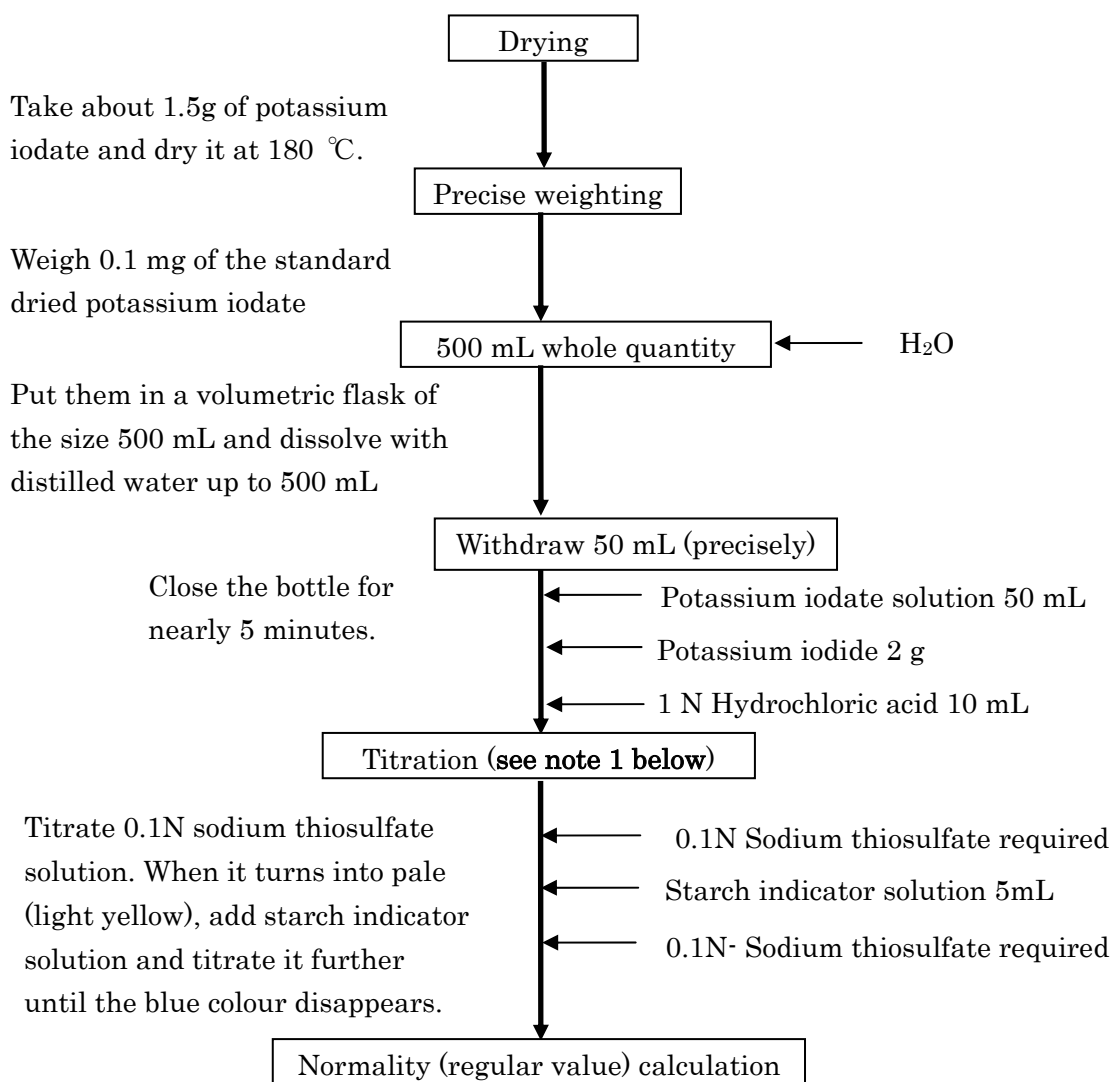 Drying
Take about 1.5g of potassium
iodate and dry it at 180 ℃.
Precise weighting
Weigh 0.1 mg of the standard
dried potassium iodate
500 mL whole quantity
H₂O
Put them in a volumetric flask of
the size 500 mL and dissolve with
distilled water up to 500 mL
Withdraw 50 mL (precisely)
Close the bottle for
nearly 5 minutes.
Potassium iodate solution 50 mL
Potassium iodide 2 g
1 N Hydrochloric acid 10 mL
Titration (see note 1 below)
Titrate 0.1N sodium thiosulfate
solution. When it turns into pale
(light yellow), add starch indicator
solution and titrate it further
until the blue colour disappears.
0.1N Sodium thiosulfate required
Starch indicator solution 5mL
0.1N- Sodium thiosulfate required
Normality (regular value) calculation